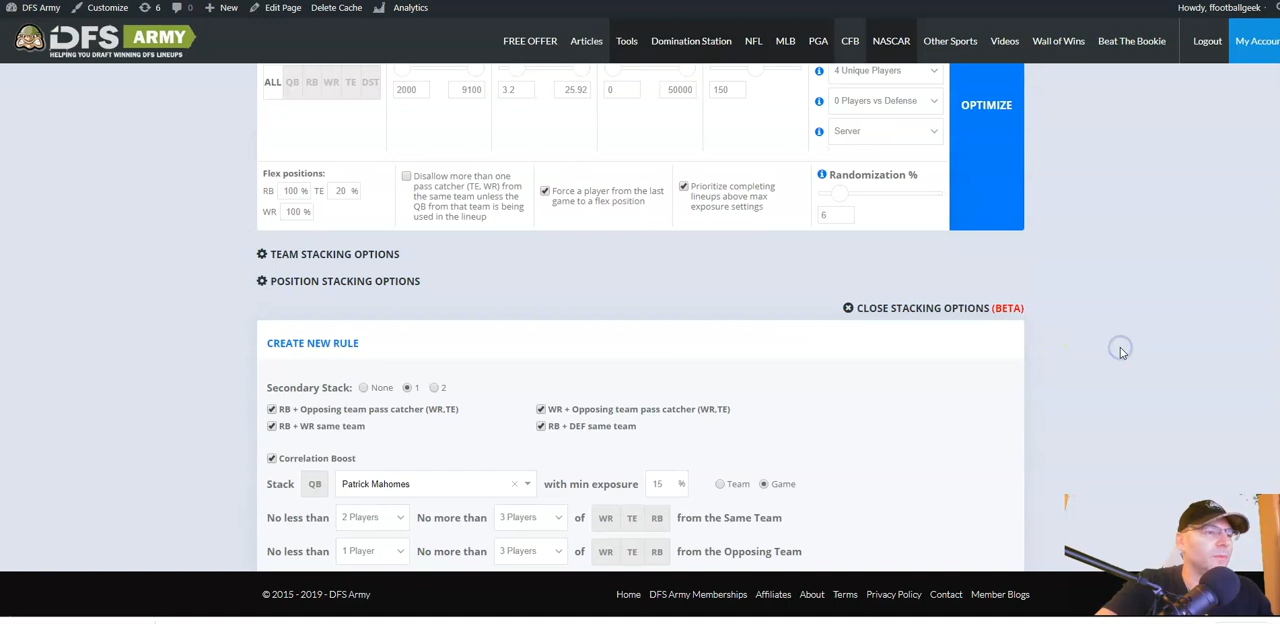 DFS Army Customize 6 0 New Edit Page Delete Cache Analytics Howdy, ffootballgeek
DFS ARMY HELPING YOU DRAFT WINNING DFS LINEUPS
FREE OFFER Articles Tools Domination Station NFL MLB PGA CFB NASCAR Other Sports Videos Wall of Wins Beat The Bookie Logout My Accoun
4 Unique Players
ALL QB RB WR TE DST
2000 9100 3.2 25.92 0 50000 150
0 Players vs Defense
OPTIMIZE
Server
Flex positions:
RB 100 % TE 20 %
WR 100 %
Disallow more than one
pass catcher (TE, WR) from
the same team unless the
QB from that team is being
used in the lineup
Force a player from the last
game to a flex position
Prioritize completing
lineups above max
exposure settings
Randomization %
6
TEAM STACKING OPTIONS
POSITION STACKING OPTIONS
CLOSE STACKING OPTIONS (BETA)
CREATE NEW RULE
Secondary Stack: None 1 2
RB + Opposing team pass catcher (WR,TE) WR + Opposing team pass catcher (WR,TE)
RB + WR same team RB + DEF same team
Correlation Boost
Stack QB Patrick Mahomes × with min exposure 15 % Team Game
No less than 2 Players No more than 3 Players of WR TE RB from the Same Team
No less than 1 Player No more than 3 Players of WR TE RB from the Opposing Team
© 2015 - 2019 - DFS Army Home DFS Army Memberships Affiliates About Terms Privacy Policy Contact Member Blogs